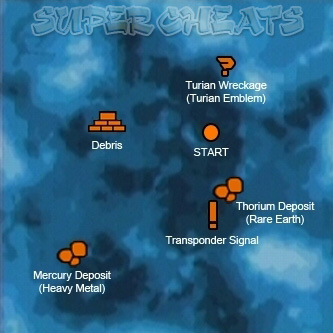 SUPER CHEATS
Turian Wreckage
(Turian Emblem)
Debris
START
Thorium Deposit
(Rare Earth)
Transponder Signal
Mercury Deposit
(Heavy Metal)